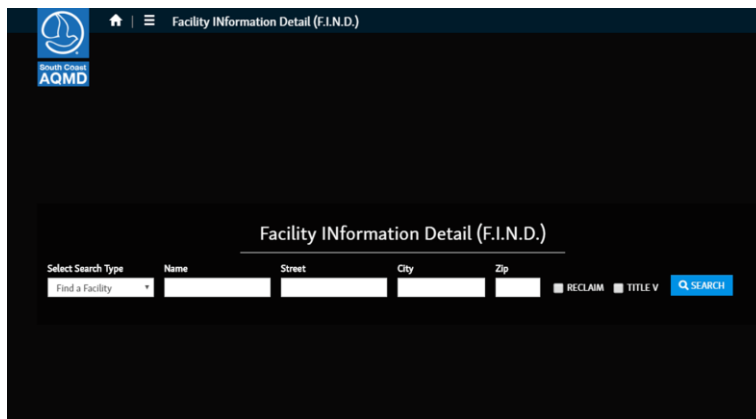 Facility INformation Detail (F.I.N.D.)
South Coast
AQMD
Facility INformation Detail (F.I.N.D.)
Select Search Type Name Street City Zip
Find a Facility RECLAIM TITLE V SEARCH